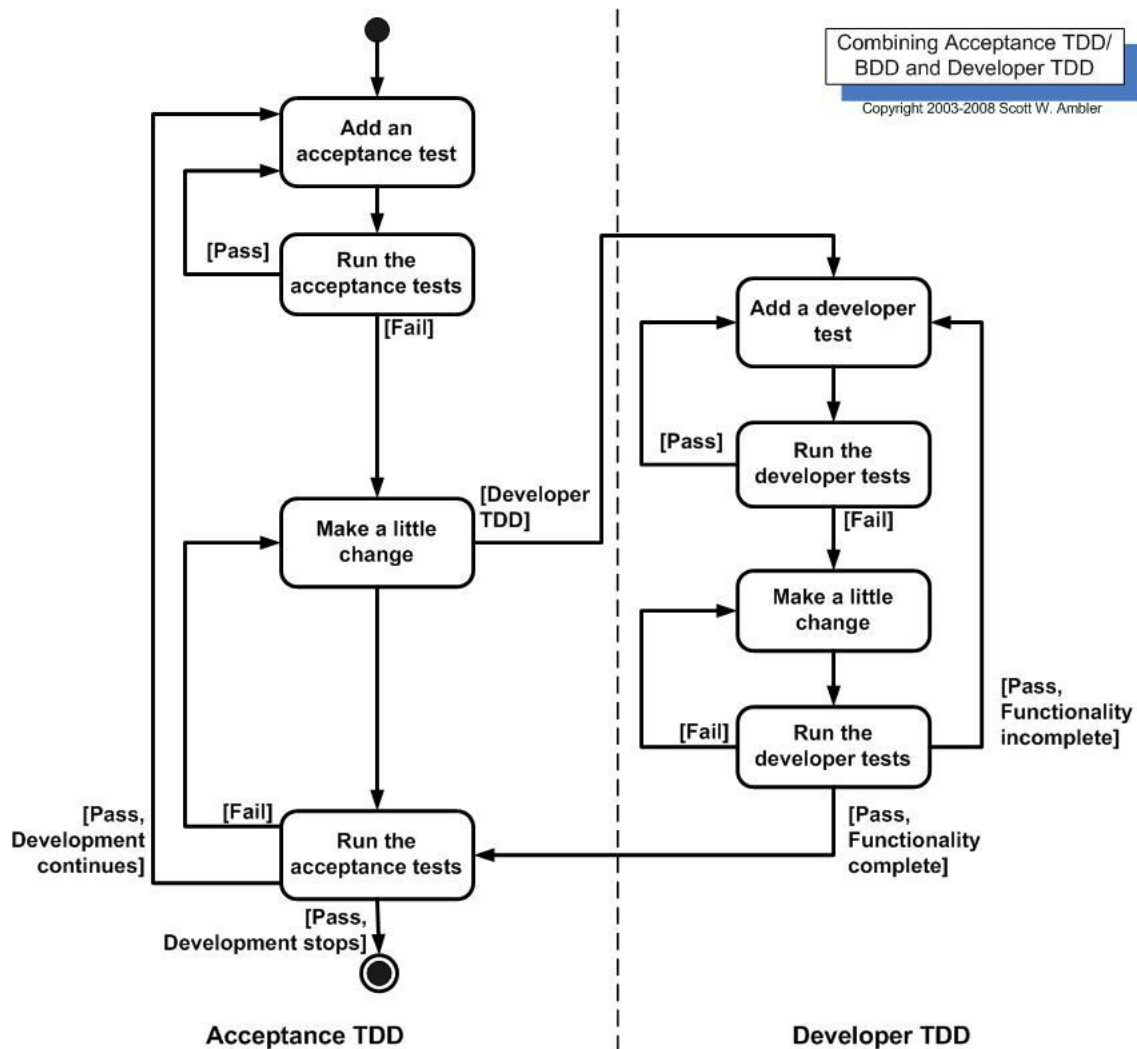 Combining Acceptance TDD/
BDD and Developer TDD
Copyright 2003-2008 Scott W. Ambler
Add an
acceptance test
[Pass]
Run the
acceptance tests
[Fail]
Make a little
change
[Developer
TDD]
[Fail]
[Pass,
Development
continues]
Run the
acceptance tests
[Pass,
Development stops]
Acceptance TDD
Add a developer
test
[Pass]
Run the
developer tests
[Fail]
Make a little
change
[Fail]
Run the
developer tests
[Pass,
Functionality
incomplete]
[Pass,
Functionality
complete]
Developer TDD